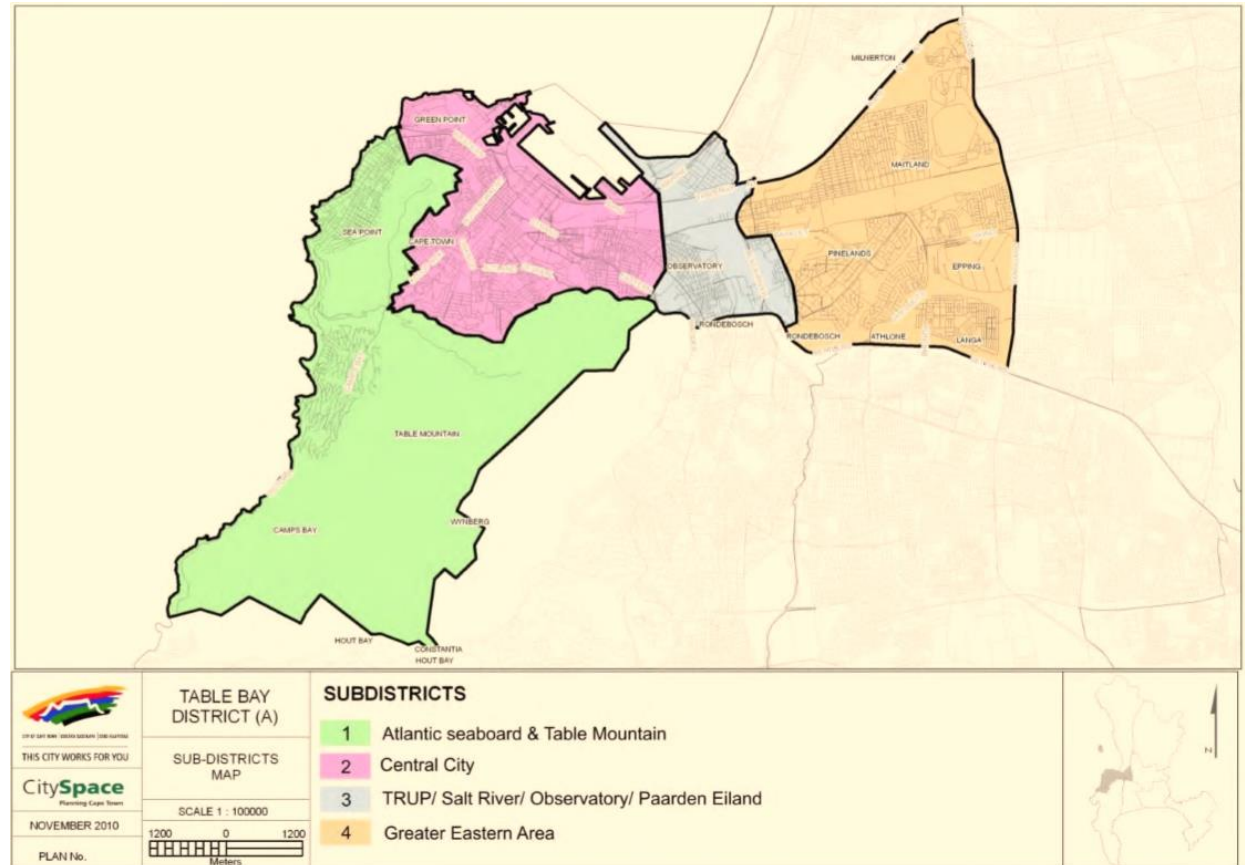 MILNERTON
GREEN POINT
MAITLAND
SEA POINT
CAPE TOWN
PINELANDS
OBSERVATORY
EPPING
RONDEBOSCH
RONDEBOSCH
ATHLONE
LANGA
TABLE MOUNTAIN
WYNBERG
CAMPS BAY
HOUT BAY
CONSTANTIA
HOUT BAY
THIS CITY WORKS FOR YOU
CitySpace
Planning Cape Town
NOVEMBER 2010
PLAN No.
TABLE BAY
DISTRICT (A)
SUB-DISTRICTS
MAP
SCALE 1 : 100000
1200 0 1200
Meters
SUBDISTRICTS
1 Atlantic seaboard & Table Mountain
2 Central City
3 TRUP/ Salt River/ Observatory/ Paarden Eiland
4 Greater Eastern Area
N